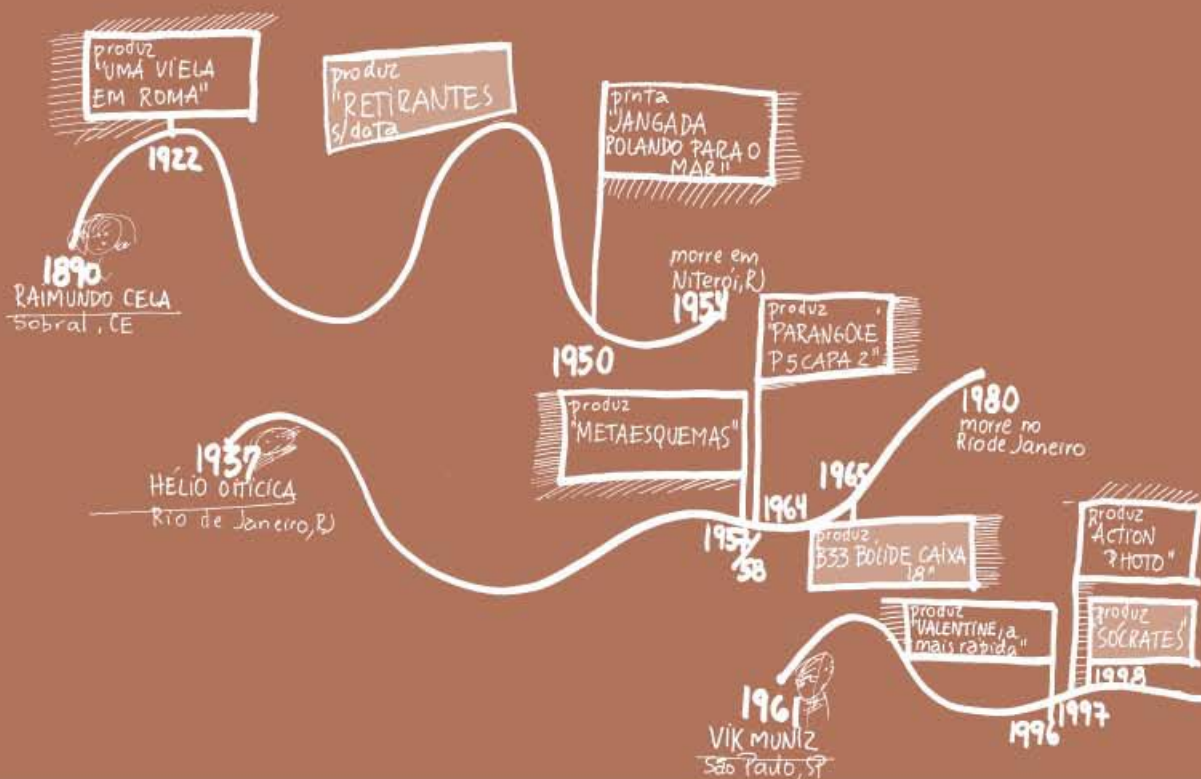 produz
"UMA VIELA
EM ROMA"
1922
produz
"RETIRANTES
s/data
pinta
"JANGADA
ROLANDO PARA O
MAR"
1890
RAIMUNDO CELA
Sobral, CE
1950
morre em
Niterói, RJ
1954
produz
"PARANGOLÉ
P5 CAPA 2"
produz
"METAESQUEMAS"
1937
HÉLIO OITICICA
Rio de Janeiro, RJ
1957/
58
1964
1965
1980
morre no
Rio de Janeiro
produz
B33 BÓLIDE CAIXA
18"
produz
"VALENTINE, a
mais rápida"
produz
"ACTION
PHOTO"
produz
"SÓCRATES"
1998
1997
1996
1961
VIK MUNIZ
São Paulo, SP